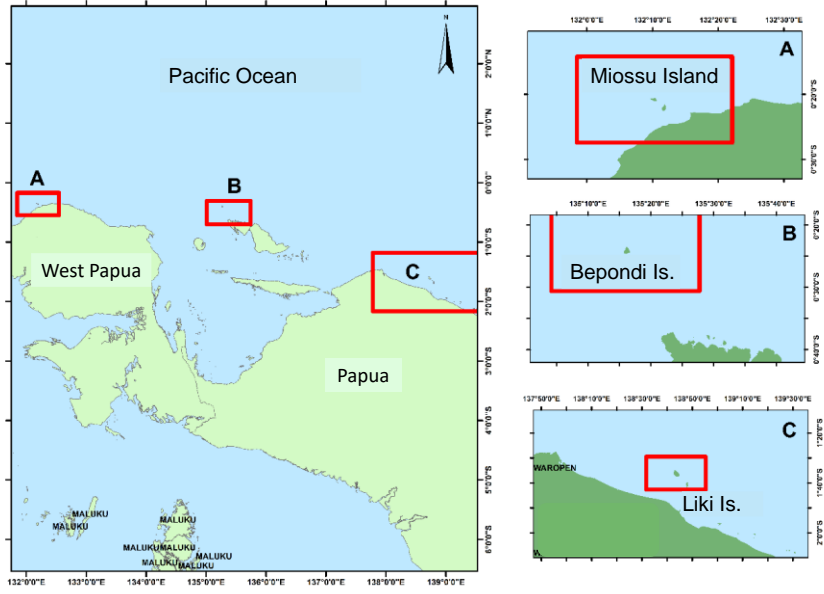 N
Pacific Ocean
A
B
C
West Papua
Papua
MALUKU
MALUKU
MALUKU
MALUKU MALUKU
MALUKU
MALUKU
2°0'0"N
1°0'0"N
0°0'0"
1°0'0"S
2°0'0"S
3°0'0"S
4°0'0"S
5°0'0"S
6°0'0"S
132°0'0"E 133°0'0"E 134°0'0"E 135°0'0"E 136°0'0"E 137°0'0"E 138°0'0"E 139°0'0"E
132°0'0"E 132°10'0"E 132°20'0"E 132°30'0"E
A
Miossu Island
0°20'0"S
0°30'0"S
135°10'0"E 135°20'0"E 135°30'0"E 135°40'0"E
B
Bepondi Is.
0°20'0"S
0°30'0"S
0°40'0"S
137°50'0"E 138°10'0"E 138°30'0"E 138°50'0"E 139°10'0"E 139°30'0"E
C
WAROPEN
Liki Is.
1°20'0"S
1°40'0"S
2°0'0"S